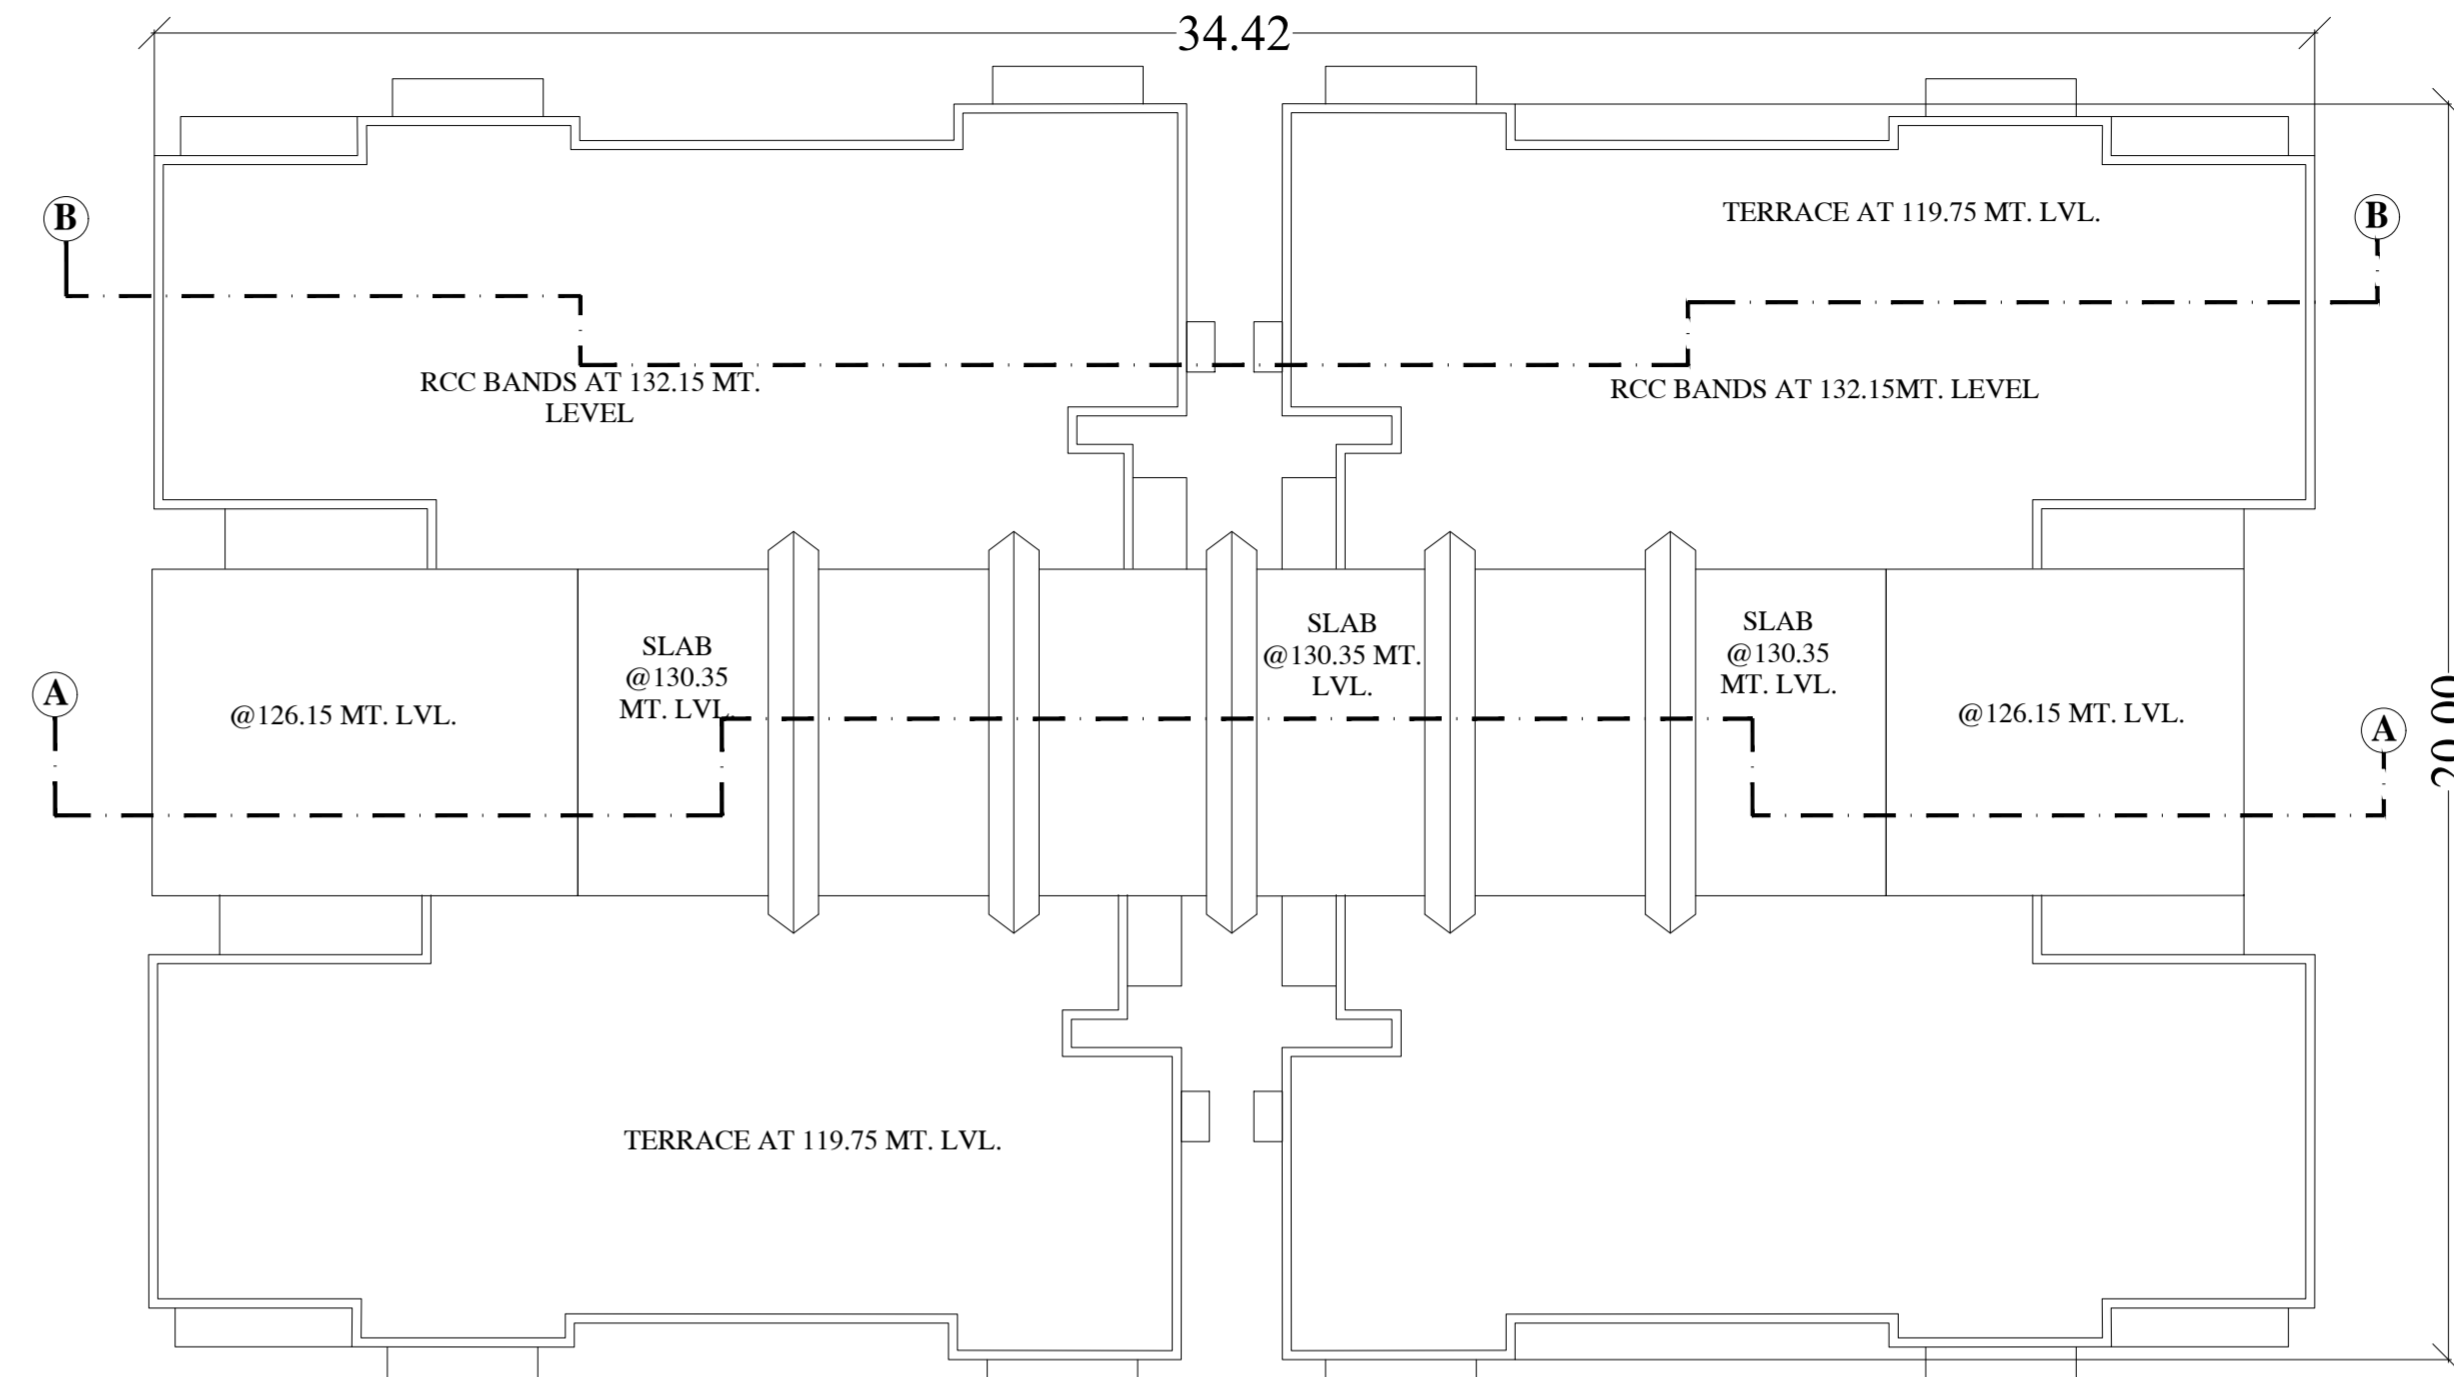 34.42
B
B
TERRACE AT 119.75 MT. LVL.
RCC BANDS AT 132.15 MT.
LEVEL
RCC BANDS AT 132.15MT. LEVEL
A
@126.15 MT. LVL.
SLAB
@130.35
MT. LVL.
SLAB
@130.35 MT.
LVL.
SLAB
@130.35
MT. LVL.
@126.15 MT. LVL.
A
20.00
TERRACE AT 119.75 MT. LVL.